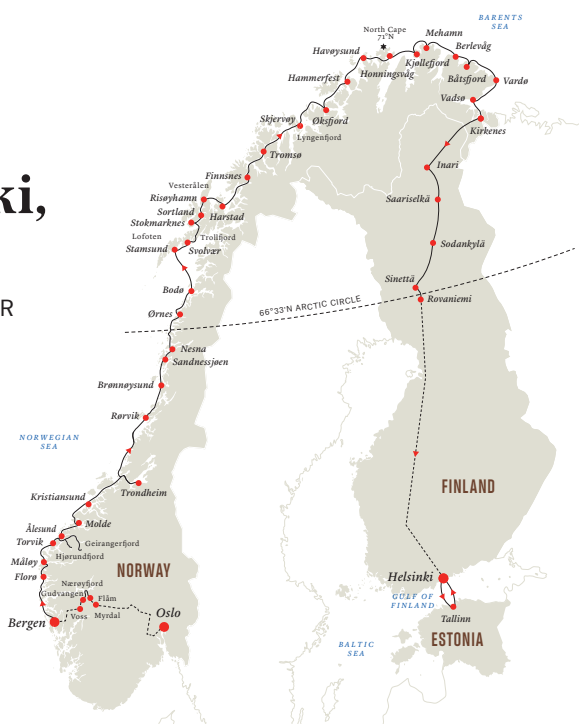 BARENTS
SEA
North Cape
71°N
Mehamn
Berlevåg
Havøysund
Kjøllefjord
Honningsvåg
Hammerfest
Båtsfjord
Vardø
Vadsø
Skjervøy
Øksfjord
Kirkenes
Lyngenfjord
Tromsø
Inari
ki,
Finnsnes
Vesterålen
Risøyhamn
Saariselkä
Sortland
Harstad
Stokmarknes
Lofoten
Trollfjord
Stamsund
Svolvær
Sodankylä
Sinettä
Bodø
Rovaniemi
R
Ørnes
66°33'N ARCTIC CIRCLE
Nesna
Sandnessjøen
Brønnøysund
Rørvik
NORWEGIAN
SEA
Trondheim
FINLAND
Kristiansund
Molde
Ålesund
Torvik
Geirangerfjord
Hjørundfjord
Måløy
NORWAY
Florø
Nærøyfjord
Helsinki
Gudvangen
Flåm
GULF OF
FINLAND
Oslo
Bergen
Voss
Myrdal
Tallinn
ESTONIA
BALTIC
SEA